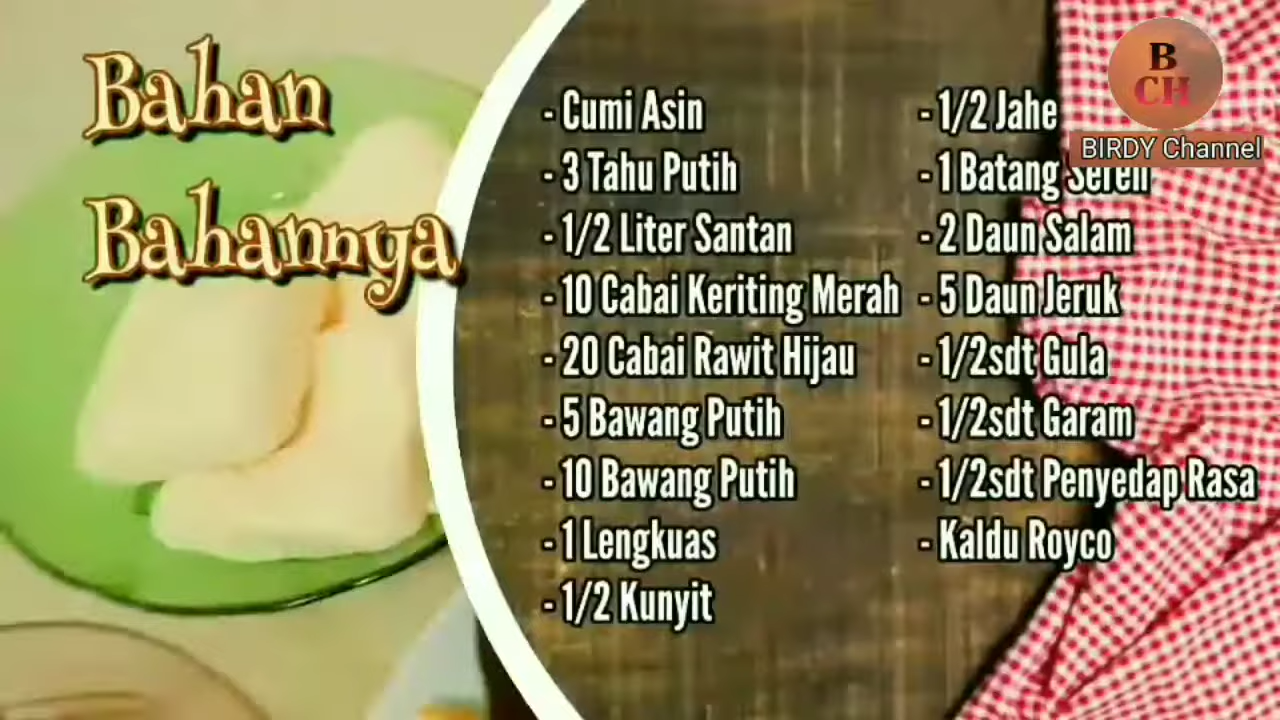 Bahan
Bahannya
- Cumi Asin
- 3 Tahu Putih
- 1/2 Liter Santan
- 10 Cabai Keriting Merah
- 20 Cabai Rawit Hijau
- 5 Bawang Putih
- 10 Bawang Putih
- 1 Lengkuas
- 1/2 Kunyit
- 1/2 Jahe
- 1 Batang Sereh
- 2 Daun Salam
- 5 Daun Jeruk
- 1/2sdt Gula
- 1/2sdt Garam
- 1/2sdt Penyedap Rasa
- Kaldu Royco
B
CH
BIRDY Channel